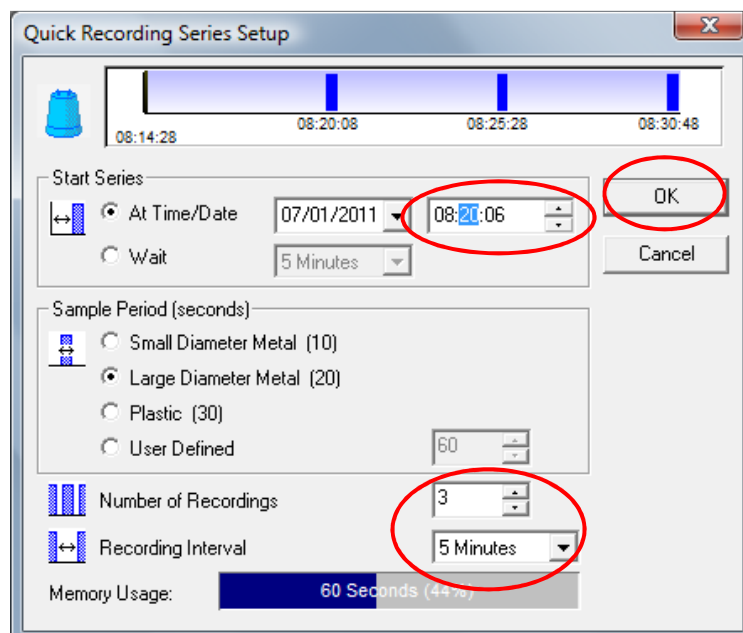 Quick Recording Series Setup
X
08:14:28 08:20:08 08:25:28 08:30:48
Start Series
At Time/Date 07/01/2011 08:20:06
Wait 5 Minutes
OK
Cancel
Sample Period (seconds)
Small Diameter Metal (10)
Large Diameter Metal (20)
Plastic (30)
User Defined 60
Number of Recordings 3
Recording Interval 5 Minutes
Memory Usage: 60 Seconds (44%)